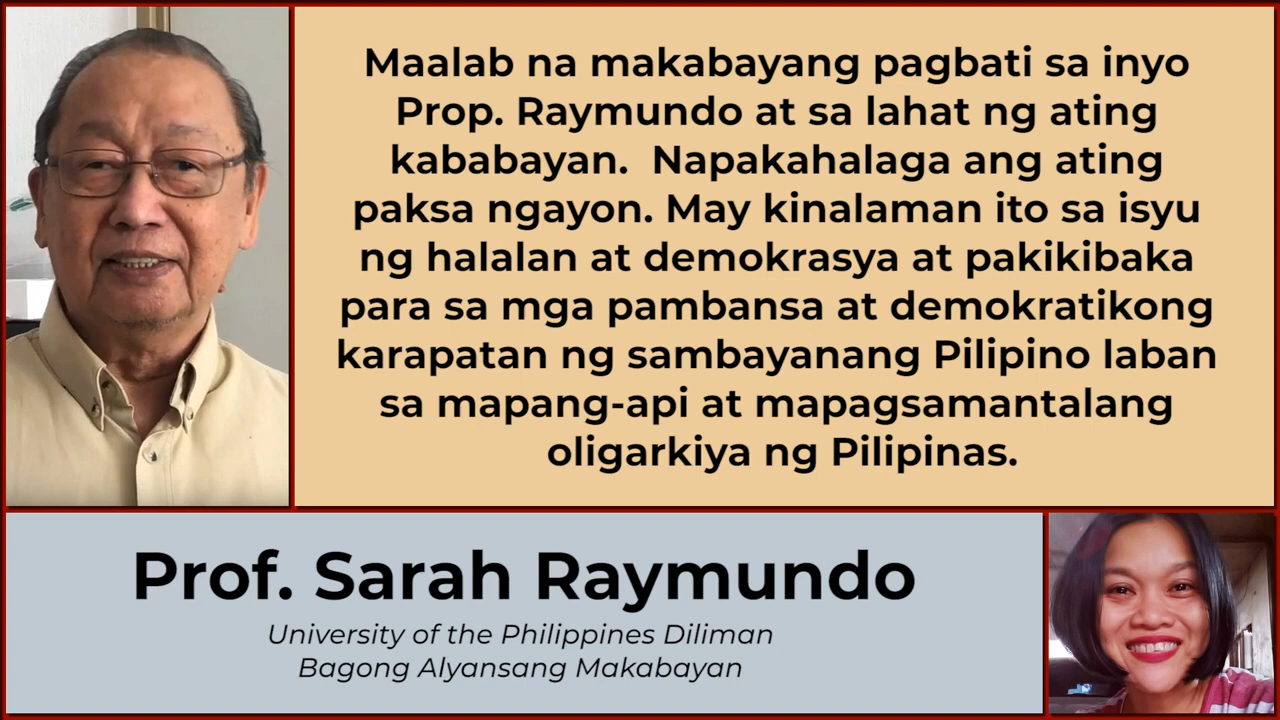 Maalab na makabayang pagbati sa inyo
Prop. Raymundo at sa lahat ng ating
kababayan.  Napakahalaga ang ating
paksa ngayon. May kinalaman ito sa isyu
ng halalan at demokrasya at pakikibaka
para sa mga pambansa at demokratikong
karapatan ng sambayanang Pilipino laban
sa mapang-api at mapagsamantalang
oligarkiya ng Pilipinas.
Prof. Sarah Raymundo
University of the Philippines Diliman
Bagong Alyansang Makabayan